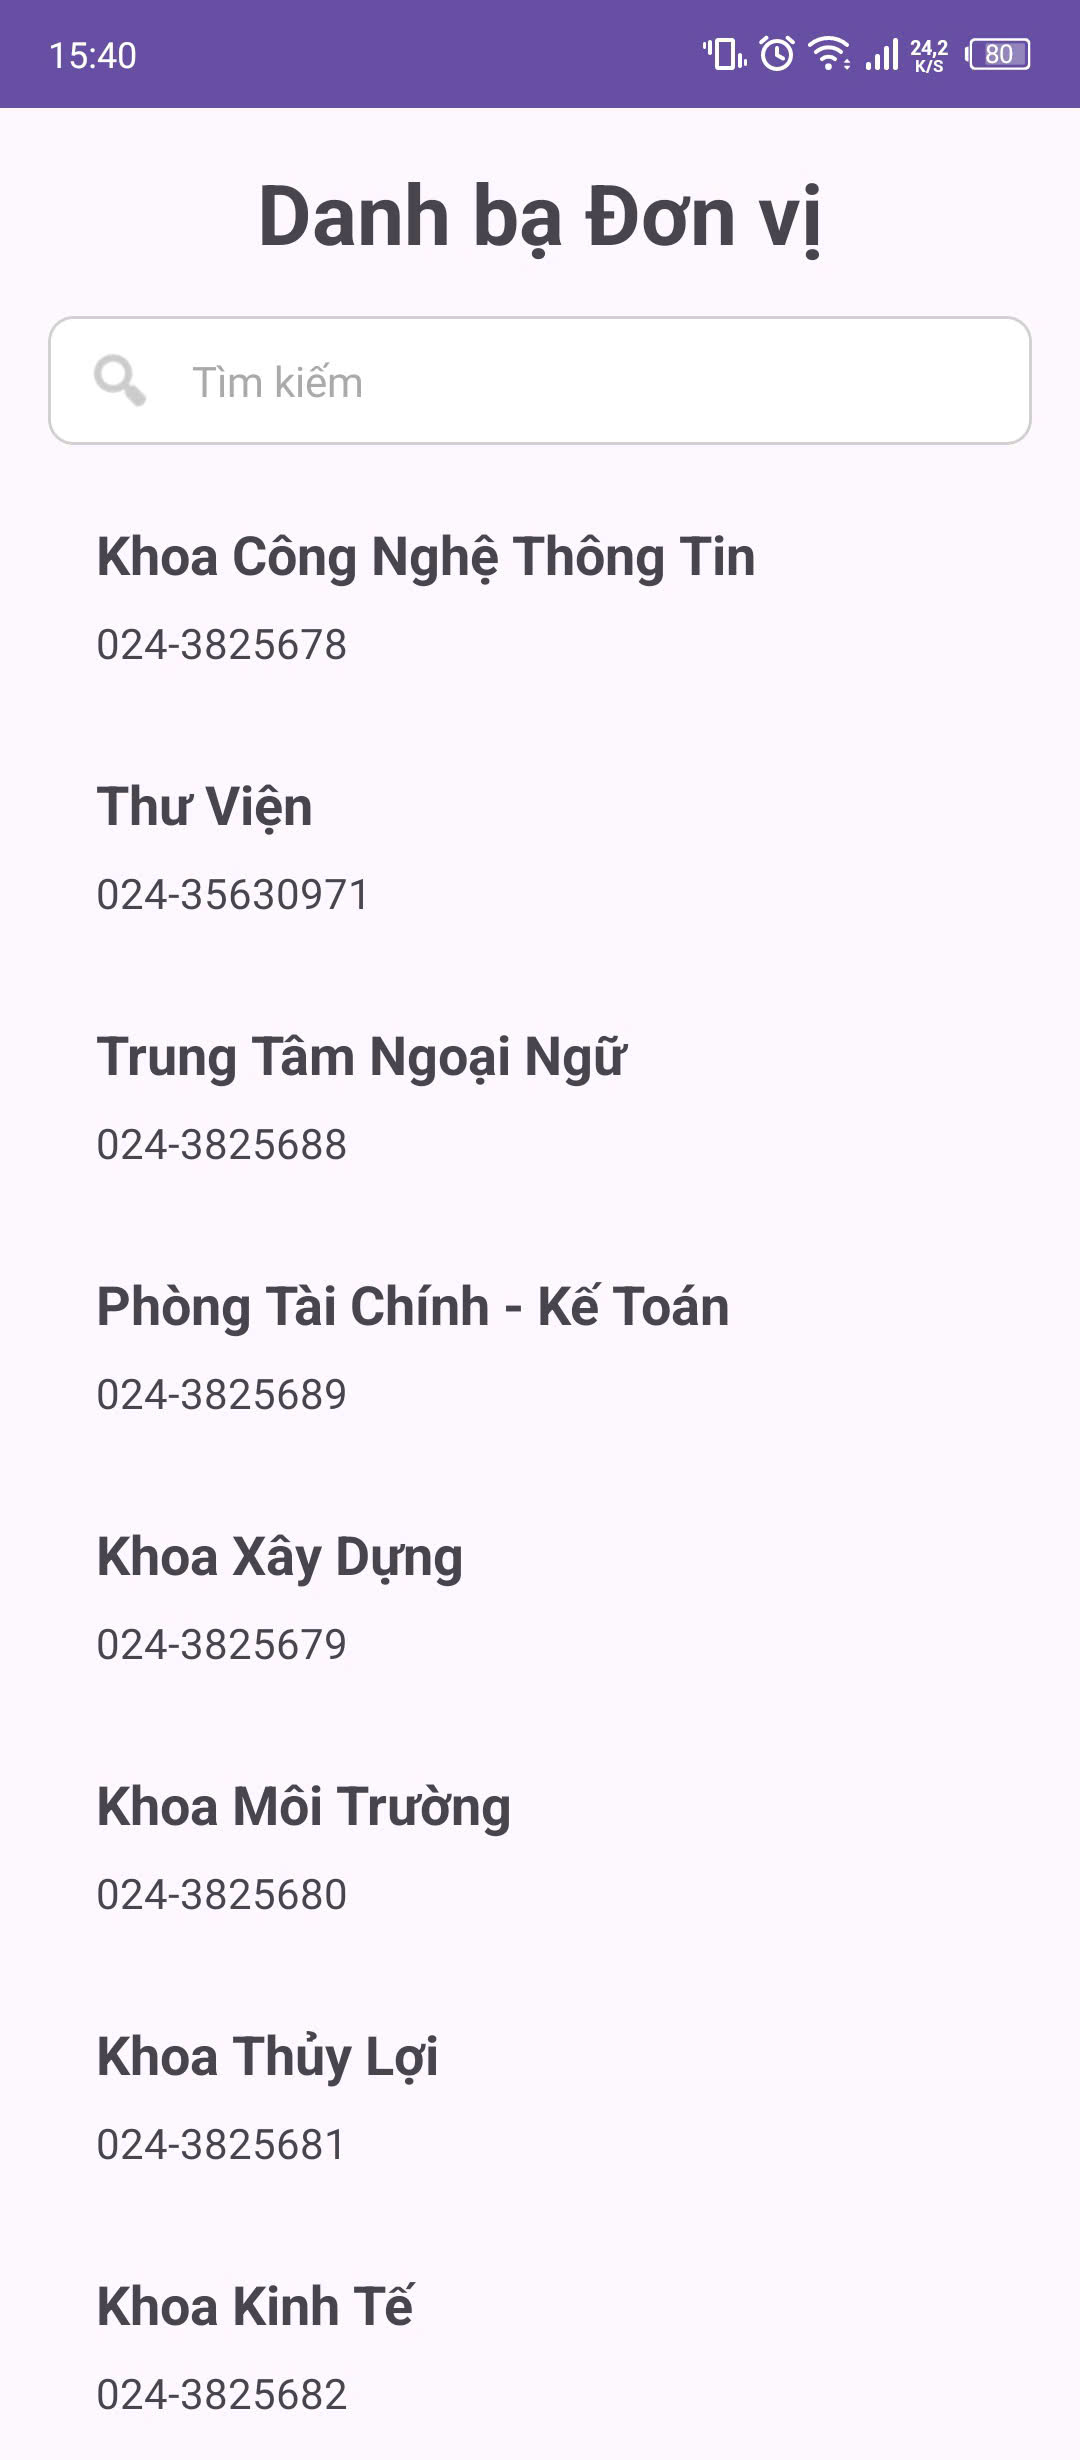 15:40
24,2
K/S
80
Danh bạ Đơn vị
Tìm kiếm
Khoa Công Nghệ Thông Tin
024-3825678
Thư Viện
024-35630971
Trung Tâm Ngoại Ngữ
024-3825688
Phòng Tài Chính - Kế Toán
024-3825689
Khoa Xây Dựng
024-3825679
Khoa Môi Trường
024-3825680
Khoa Thủy Lợi
024-3825681
Khoa Kinh Tế
024-3825682